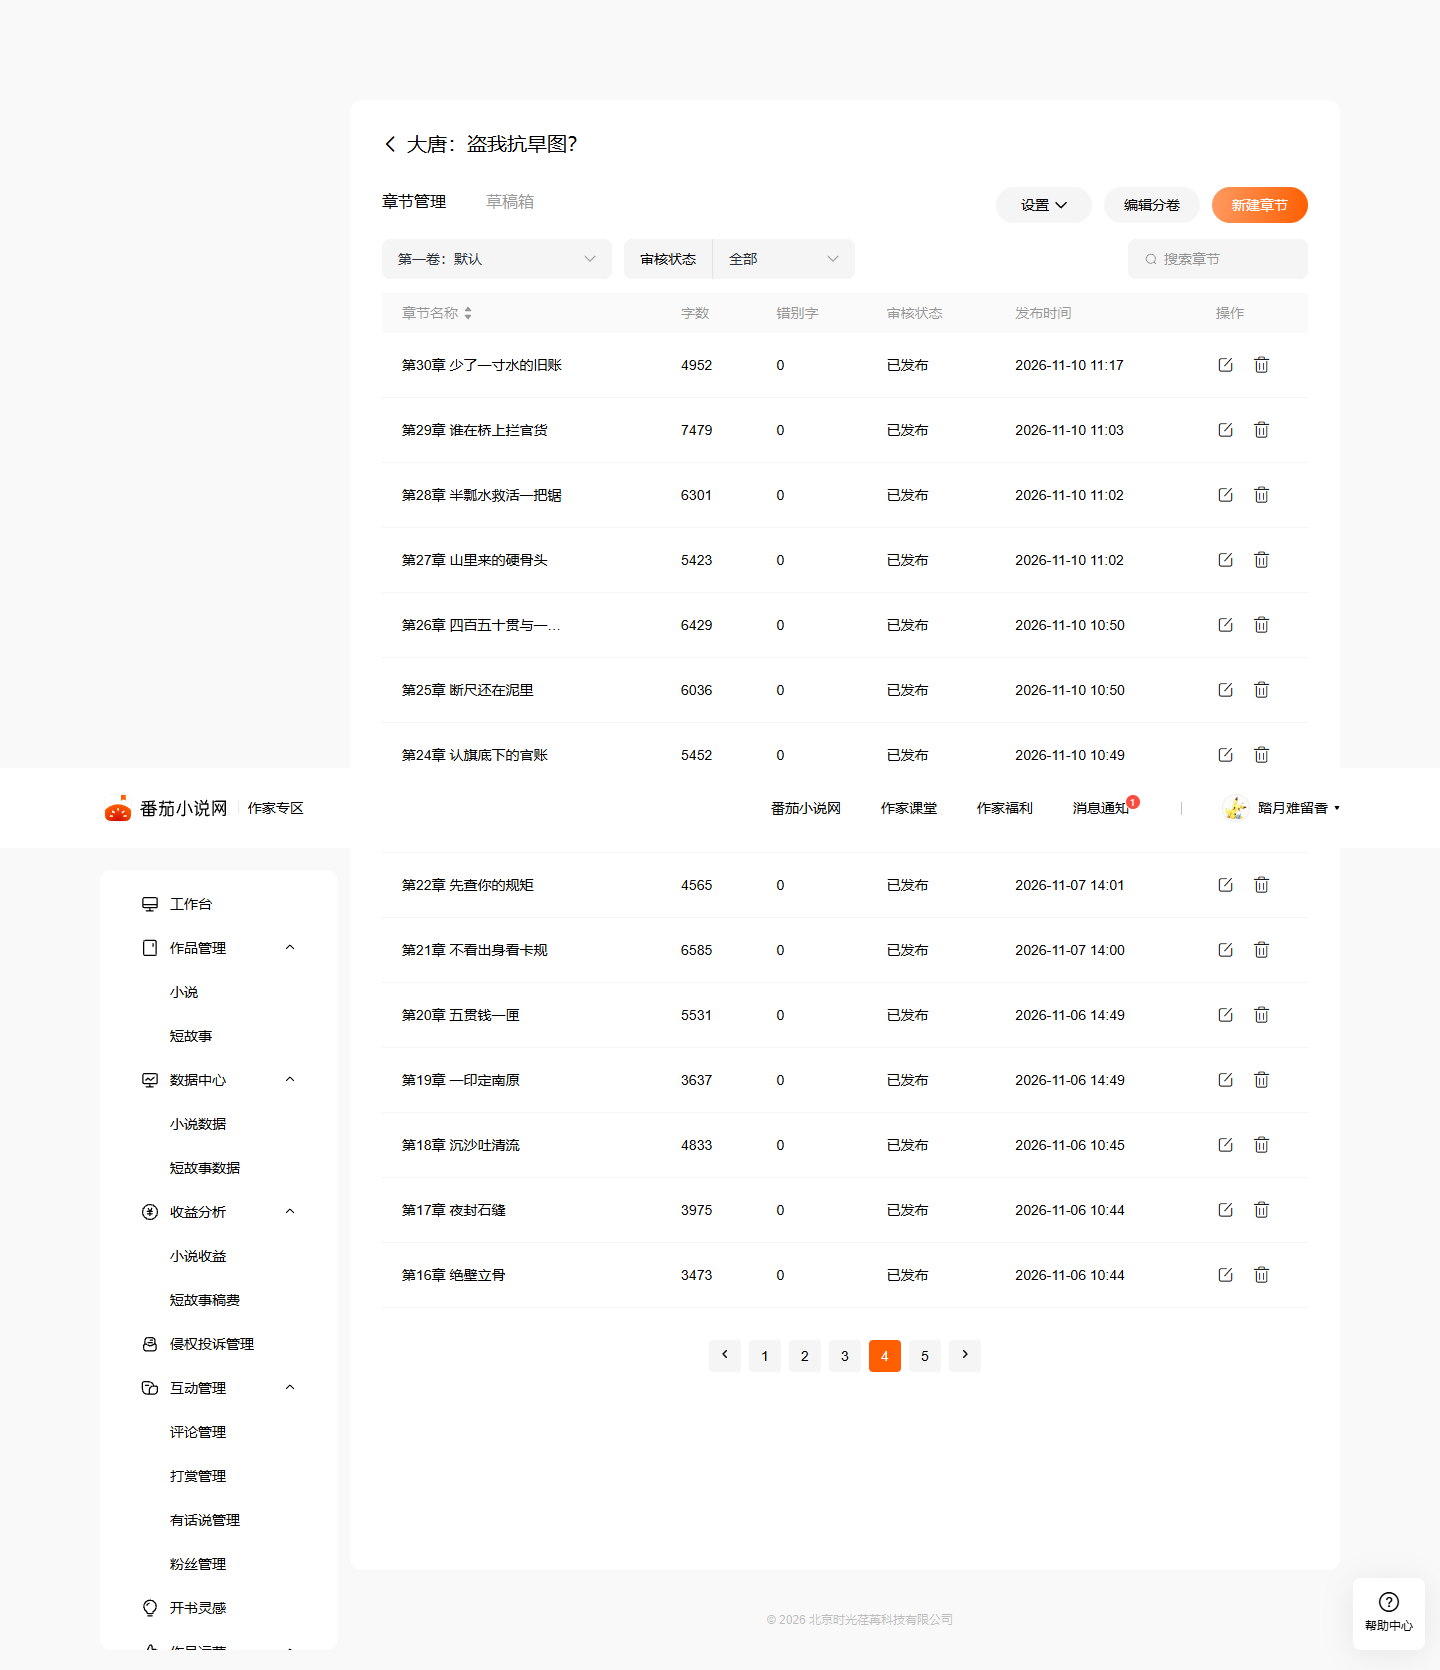 大唐：盗我抗旱图？
章节管理 草稿箱 设置 编辑分卷 新建章节
第一卷：默认 审核状态 全部 搜索章节
章节名称 字数 错别字 审核状态 发布时间 操作
第30章 少了一寸水的旧账 4952 0 已发布 2026-11-10 11:17
第29章 谁在桥上拦官货 7479 0 已发布 2026-11-10 11:03
第28章 半瓢水救活一把锯 6301 0 已发布 2026-11-10 11:02
第27章 山里来的硬骨头 5423 0 已发布 2026-11-10 11:02
第26章 四百五十贯与一... 6429 0 已发布 2026-11-10 10:50
第25章 断尺还在泥里 6036 0 已发布 2026-11-10 10:50
第24章 认旗底下的官账 5452 0 已发布 2026-11-10 10:49
番茄小说网 作家专区 番茄小说网 作家课堂 作家福利 消息通知 1 踏月难留香
第22章 先查你的规矩 4565 0 已发布 2026-11-07 14:01
第21章 不看出身看卡规 6585 0 已发布 2026-11-07 14:00
第20章 五贯钱一匣 5531 0 已发布 2026-11-06 14:49
第19章 一印定南原 3637 0 已发布 2026-11-06 14:49
第18章 沉沙吐清流 4833 0 已发布 2026-11-06 10:45
第17章 夜封石缝 3975 0 已发布 2026-11-06 10:44
第16章 绝壁立骨 3473 0 已发布 2026-11-06 10:44
1 2 3 4 5
工作台
作品管理
小说
短故事
数据中心
小说数据
短故事数据
收益分析
小说收益
短故事稿费
侵权投诉管理
互动管理
评论管理
打赏管理
有话说管理
粉丝管理
开书灵感
© 2026 北京时光荏苒科技有限公司
帮助中心